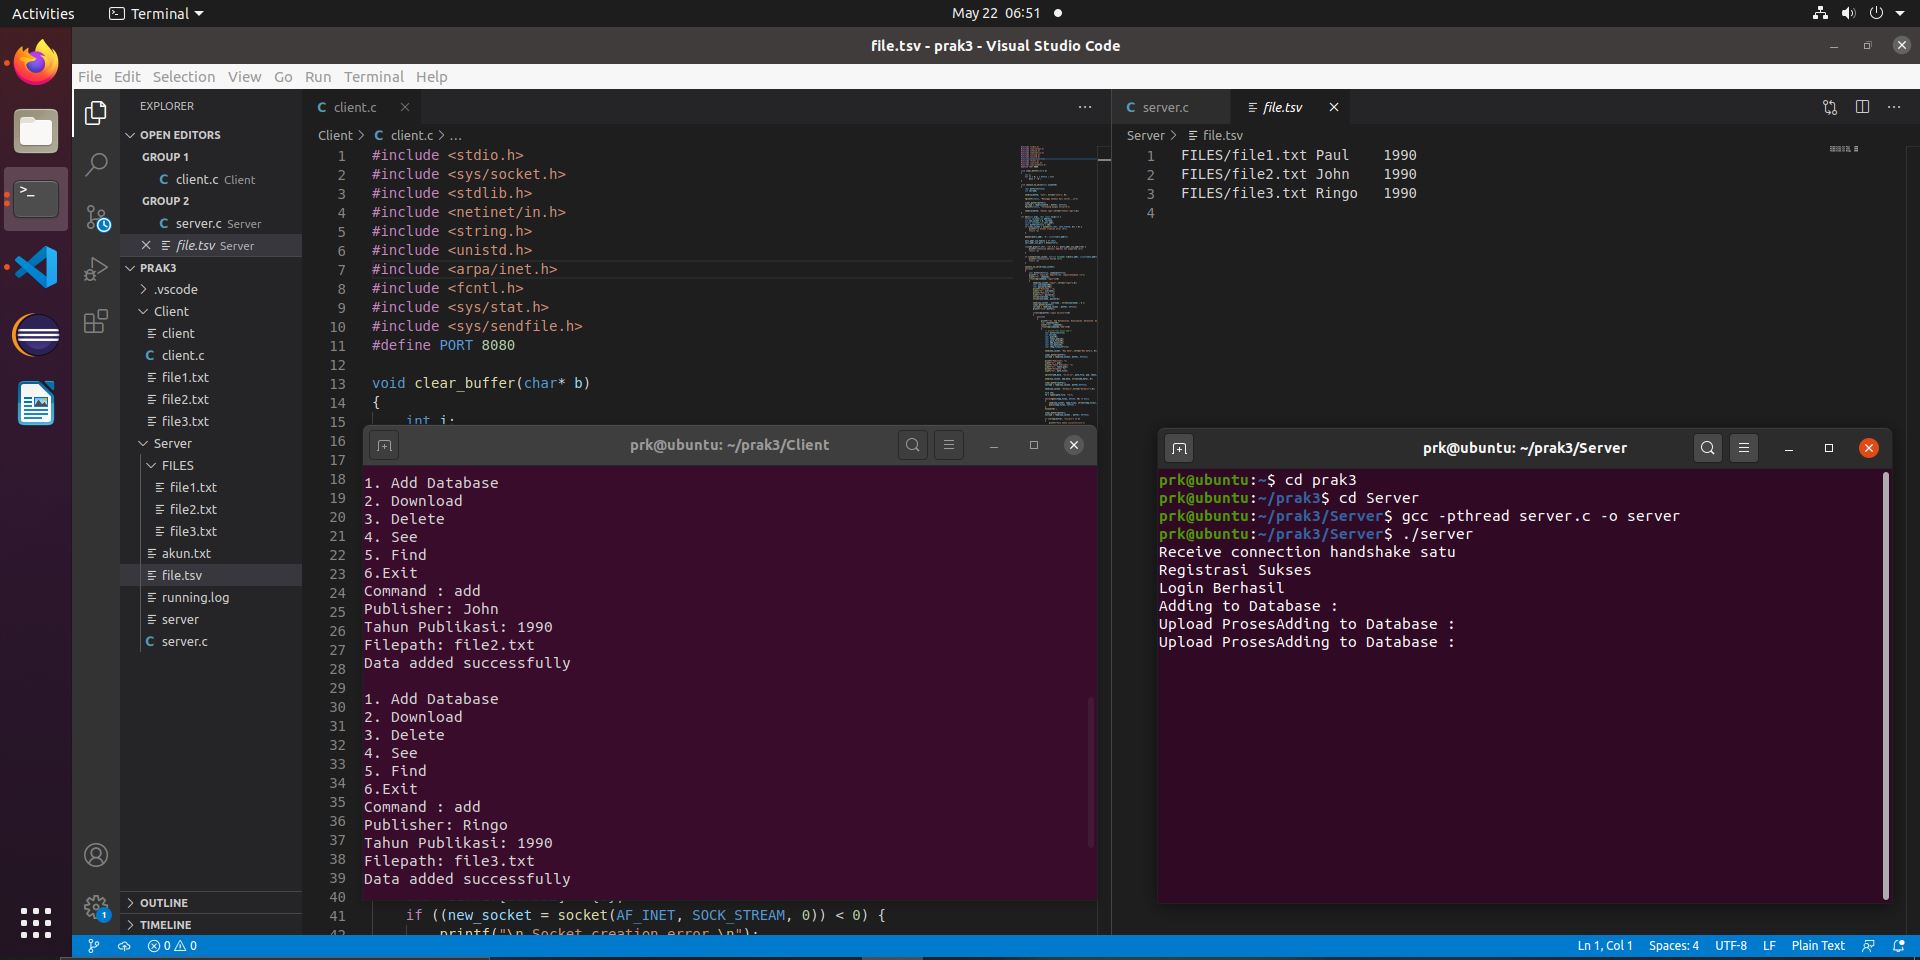 Activities
Terminal
May 22 06:51
file.tsv - prak3 - Visual Studio Code
File Edit Selection View Go Run Terminal Help
EXPLORER
OPEN EDITORS
GROUP 1
C client.c Client
GROUP 2
C server.c Server
file.tsv Server
PRAK3
.vscode
Client
client
C client.c
file1.txt
file2.txt
file3.txt
Server
FILES
file1.txt
file2.txt
file3.txt
akun.txt
file.tsv
running.log
server
C server.c
OUTLINE
TIMELINE
C client.c
Client > C client.c > ...
1 #include <stdio.h>
2 #include <sys/socket.h>
3 #include <stdlib.h>
4 #include <netinet/in.h>
5 #include <string.h>
6 #include <unistd.h>
7 #include <arpa/inet.h>
8 #include <fcntl.h>
9 #include <sys/stat.h>
10 #include <sys/sendfile.h>
11 #define PORT 8080
12
13 void clear_buffer(char* b)
14 {
15 int i;
16
17
18
19
20
21
22
23
24
25
26
27
28
29
30
31
32
33
34
35
36
37
38
39
40
41 if ((new_socket = socket(AF_INET, SOCK_STREAM, 0)) < 0) {
42 printf("\n Socket creation error \n");
prk@ubuntu: ~/prak3/Client
1. Add Database
2. Download
3. Delete
4. See
5. Find
6.Exit
Command : add
Publisher: John
Tahun Publikasi: 1990
Filepath: file2.txt
Data added successfully
1. Add Database
2. Download
3. Delete
4. See
5. Find
6.Exit
Command : add
Publisher: Ringo
Tahun Publikasi: 1990
Filepath: file3.txt
Data added successfully
C server.c
file.tsv
Server > file.tsv
1 FILES/file1.txt Paul 1990
2 FILES/file2.txt John 1990
3 FILES/file3.txt Ringo 1990
4
prk@ubuntu: ~/prak3/Server
prk@ubuntu:~$ cd prak3
prk@ubuntu:~/prak3$ cd Server
prk@ubuntu:~/prak3/Server$ gcc -pthread server.c -o server
prk@ubuntu:~/prak3/Server$ ./server
Receive connection handshake satu
Registrasi Sukses
Login Berhasil
Adding to Database :
Upload ProsesAdding to Database :
Upload ProsesAdding to Database :
1
0 0
Ln 1, Col 1 Spaces: 4 UTF-8 LF Plain Text